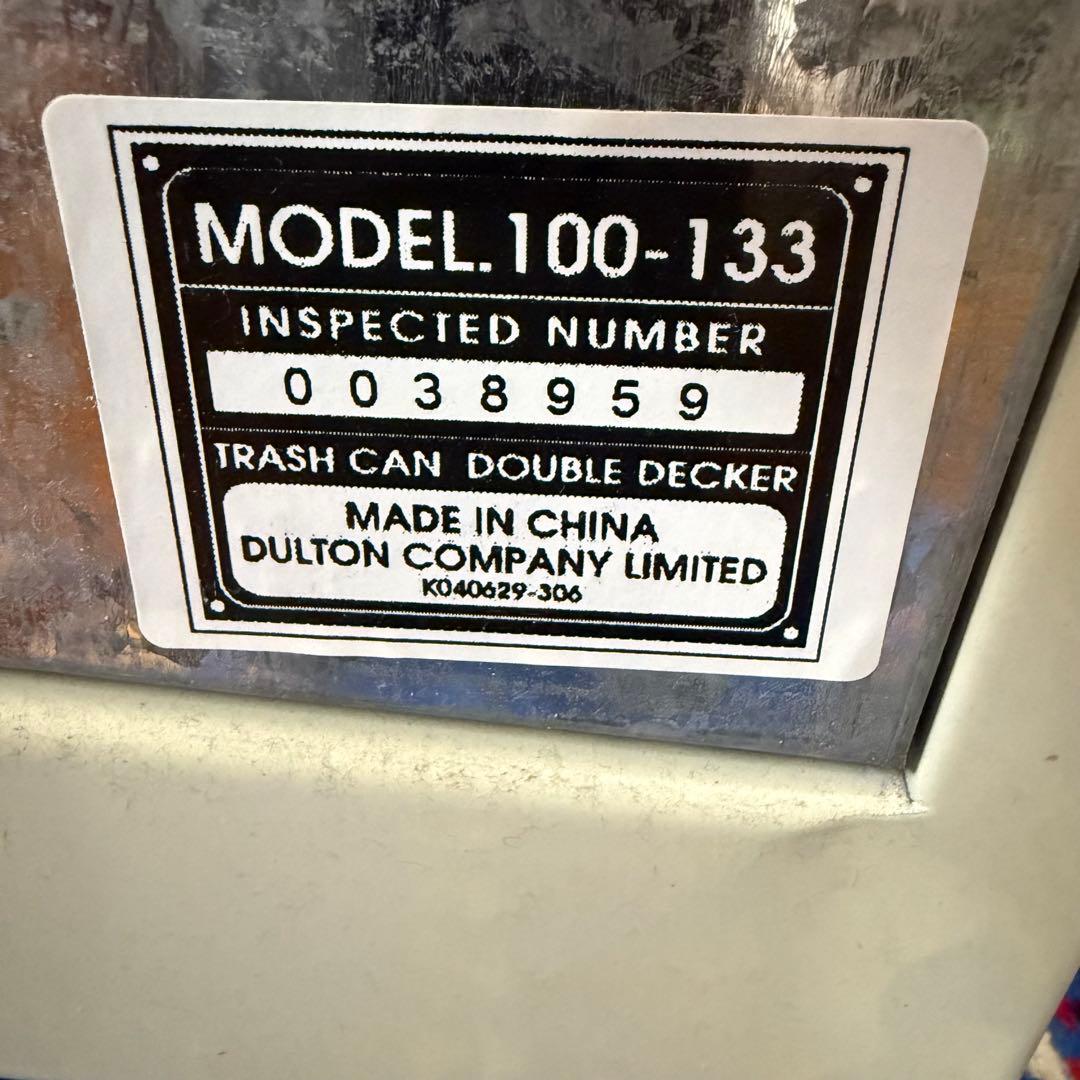 MODEL.100-133
INSPECTED NUMBER
0038959
TRASH CAN DOUBLE DECKER
MADE IN CHINA
DULTON COMPANY LIMITED
K040629-306